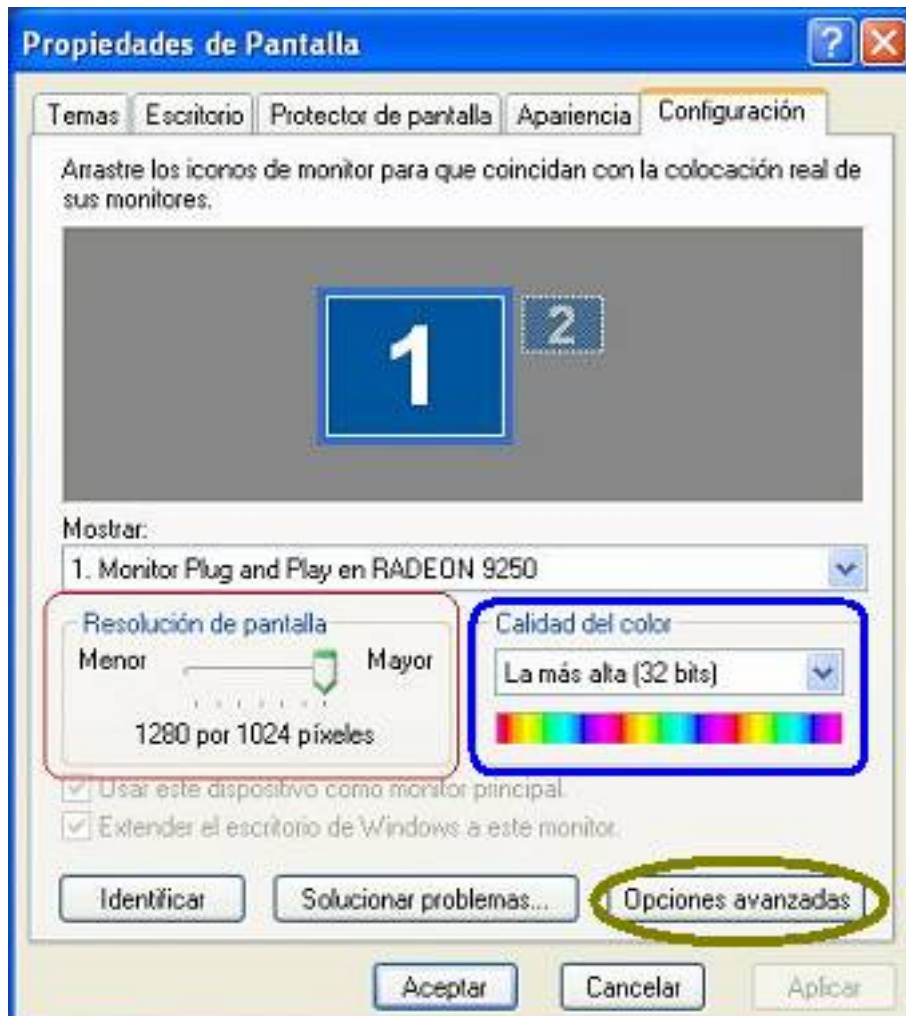 Propiedades de Pantalla
Temas Escritorio Protector de pantalla Apariencia Configuración
Arrastre los iconos de monitor para que coincidan con la colocación real de
sus monitores.
1 2
Mostrar:
1. Monitor Plug and Play en RADEON 9250
Resolución de pantalla
Menor Mayor
1280 por 1024 píxeles
Calidad del color
La más alta (32 bits)
Usar este dispositivo como monitor principal.
Extender el escritorio de Windows a este monitor.
Identificar Solucionar problemas... Opciones avanzadas
Aceptar Cancelar Aplicar